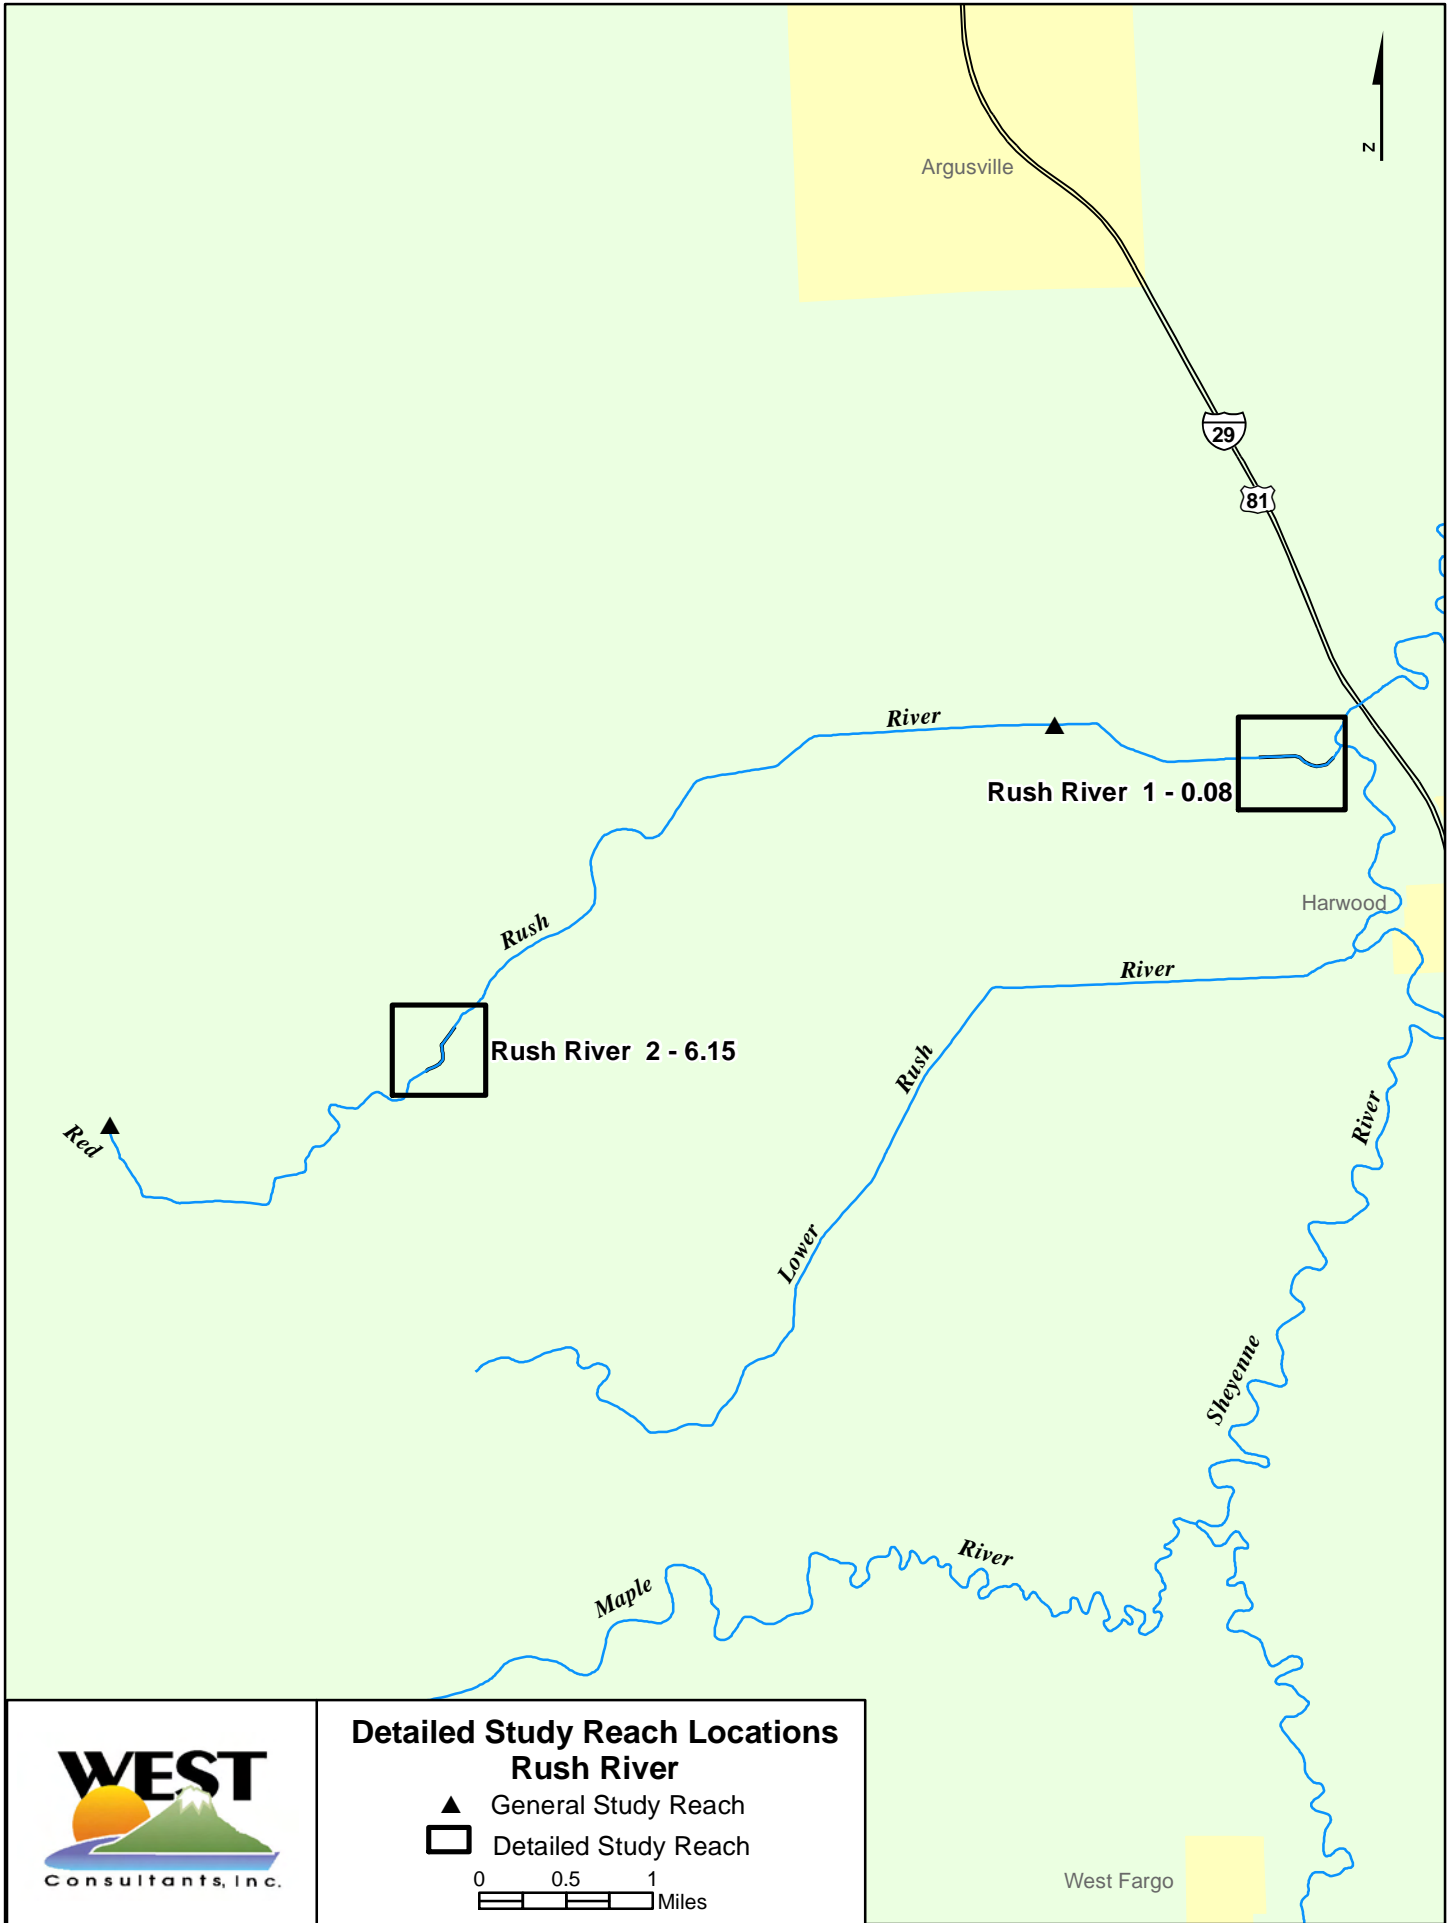 Argusville
N
29
81
River
Rush River 1 - 0.08
Harwood
Rush
River
Rush River 2 - 6.15
Rush
Red
River
Lower
Sheyenne
River
Maple
WEST
Consultants, Inc.
Detailed Study Reach Locations
Rush River
General Study Reach
Detailed Study Reach
0 0.5 1
Miles
West Fargo